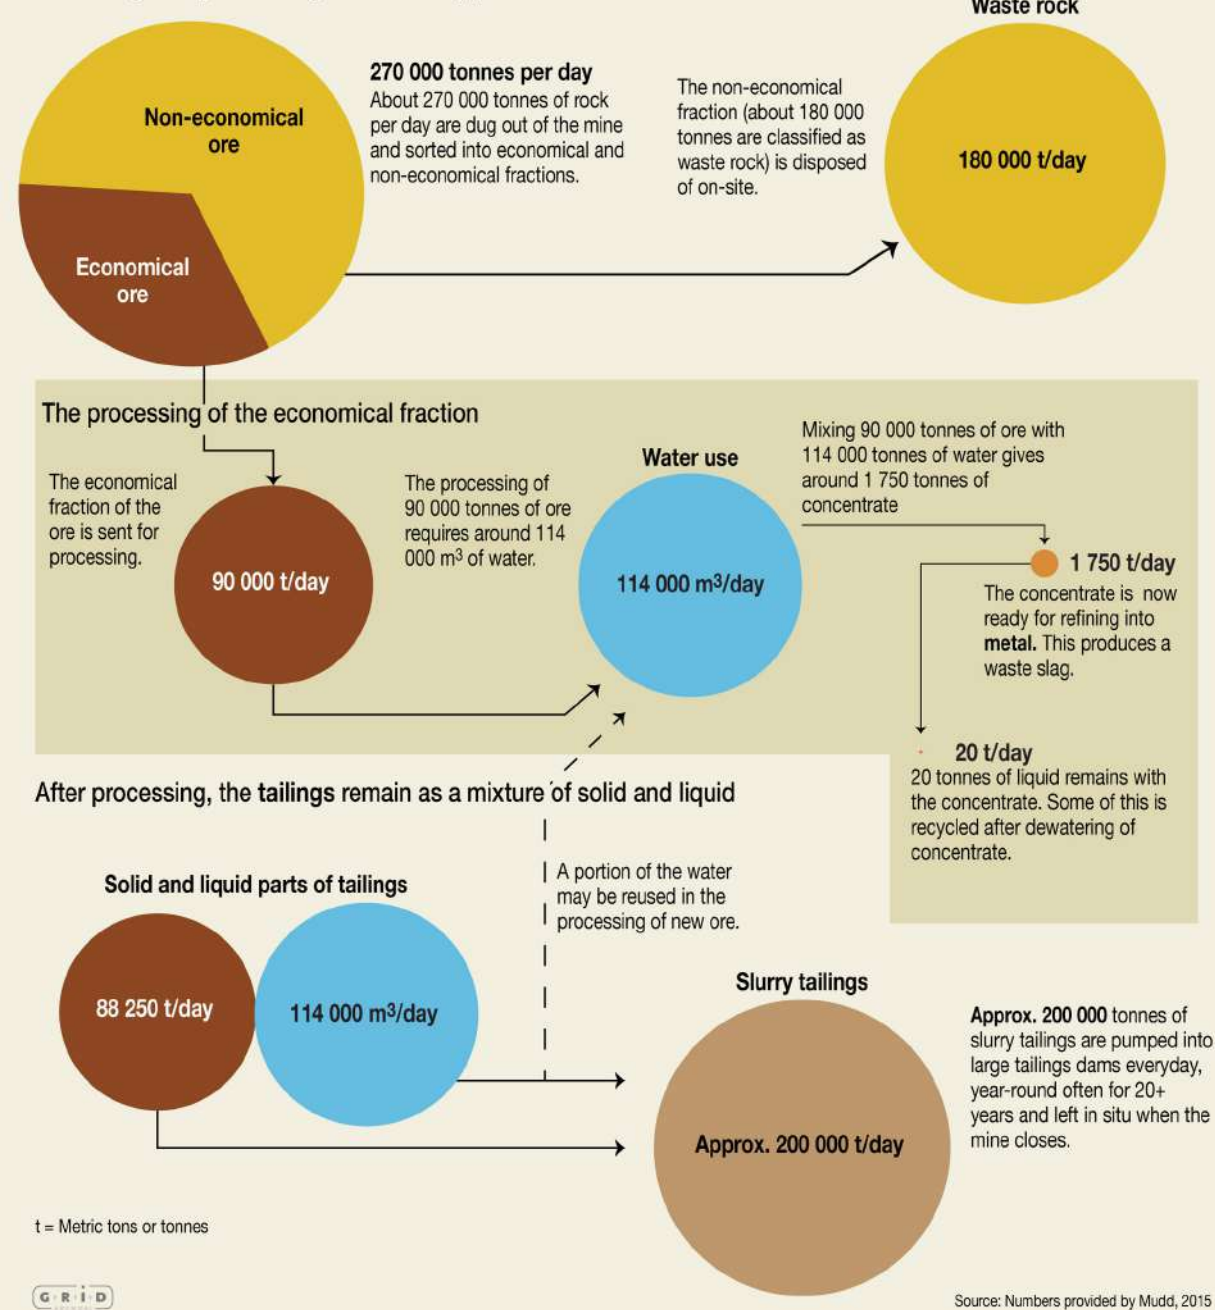 Waste rock
Non-economical
ore
Economical
ore
270 000 tonnes per day
About 270 000 tonnes of rock
per day are dug out of the mine
and sorted into economical and
non-economical fractions.
The non-economical
fraction (about 180 000
tonnes are classified as
waste rock) is disposed
of on-site.
180 000 t/day
The processing of the economical fraction
The economical
fraction of the
ore is sent for
processing.
90 000 t/day
The processing of
90 000 tonnes of ore
requires around 114
000 m³ of water.
Water use
114 000 m³/day
Mixing 90 000 tonnes of ore with
114 000 tonnes of water gives
around 1 750 tonnes of
concentrate
1 750 t/day
The concentrate is now
ready for refining into
metal. This produces a
waste slag.
20 t/day
20 tonnes of liquid remains with
the concentrate. Some of this is
recycled after dewatering of
concentrate.
After processing, the tailings remain as a mixture of solid and liquid
Solid and liquid parts of tailings
88 250 t/day
114 000 m³/day
A portion of the water
may be reused in the
processing of new ore.
Slurry tailings
Approx. 200 000 t/day
Approx. 200 000 tonnes of
slurry tailings are pumped into
large tailings dams everyday,
year-round often for 20+
years and left in situ when the
mine closes.
t = Metric tons or tonnes
G R I D
Source: Numbers provided by Mudd, 2015